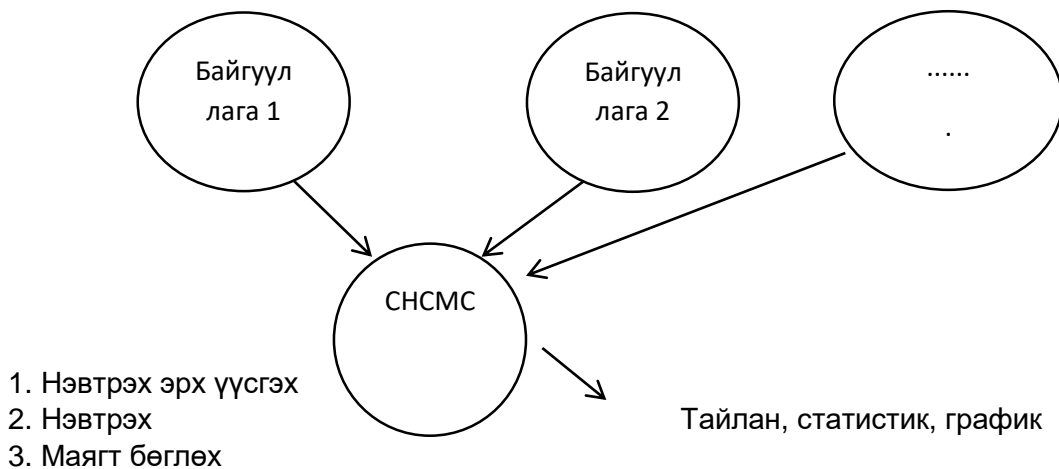 Байгуул
лага 1
Байгуул
лага 2
......
.
СНСМС
1. Нэвтрэх эрх үүсгэх
2. Нэвтрэх
3. Маягт бөглөх
Тайлан, статистик, график